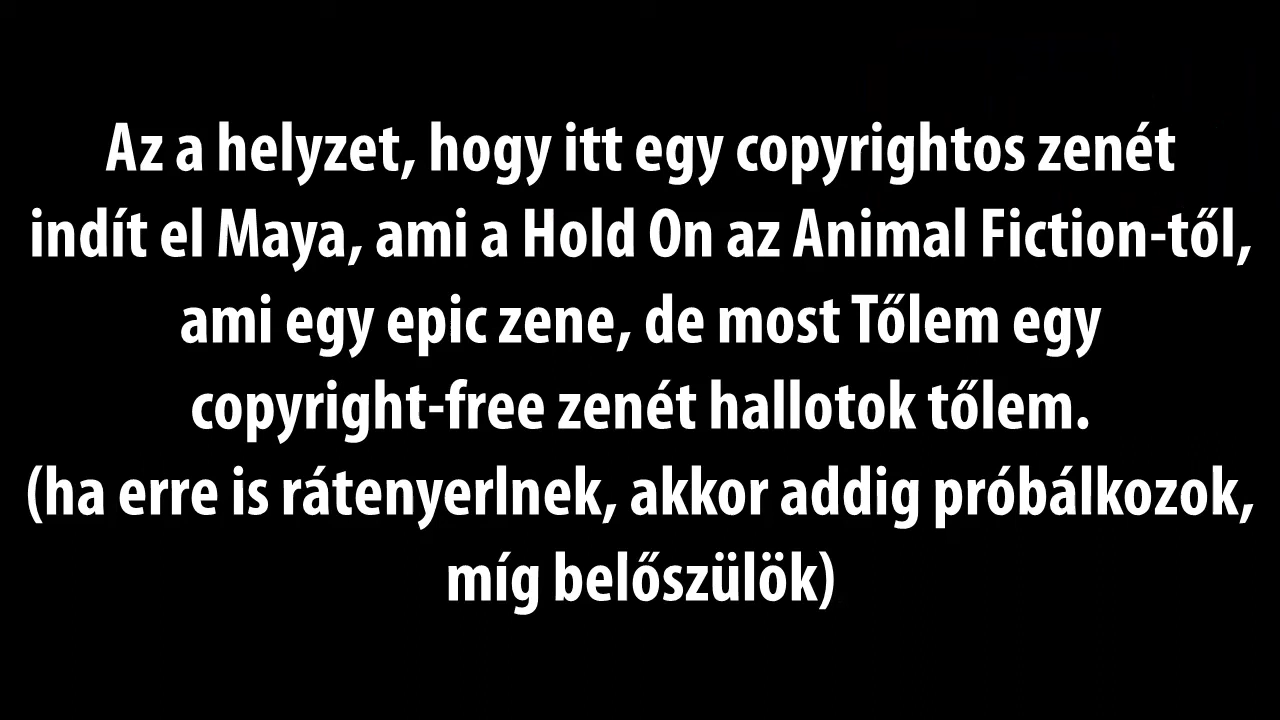 Az a helyzet, hogy itt egy copyrightos zenét
indít el Maya, ami a Hold On az Animal Fiction-től,
ami egy epic zene, de most Tőlem egy
copyright-free zenét hallotok tőlem.
(ha erre is rátenyerlnek, akkor addig próbálkozok,
míg belőszülök)